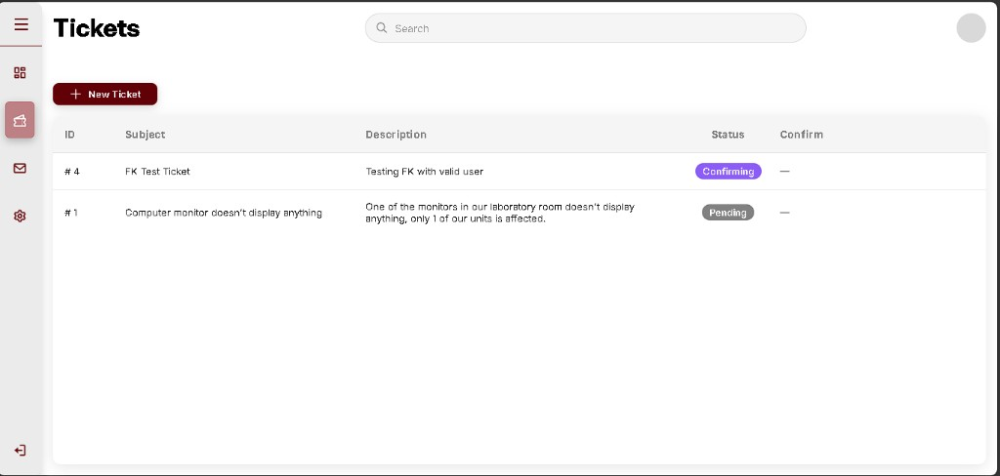 Tickets
Search
New Ticket
ID Subject Description Status Confirm
# 4 FK Test Ticket Testing FK with valid user Confirming —
# 1 Computer monitor doesn't display anything One of the monitors in our laboratory room doesn't display
anything, only 1 of our units is affected. Pending —